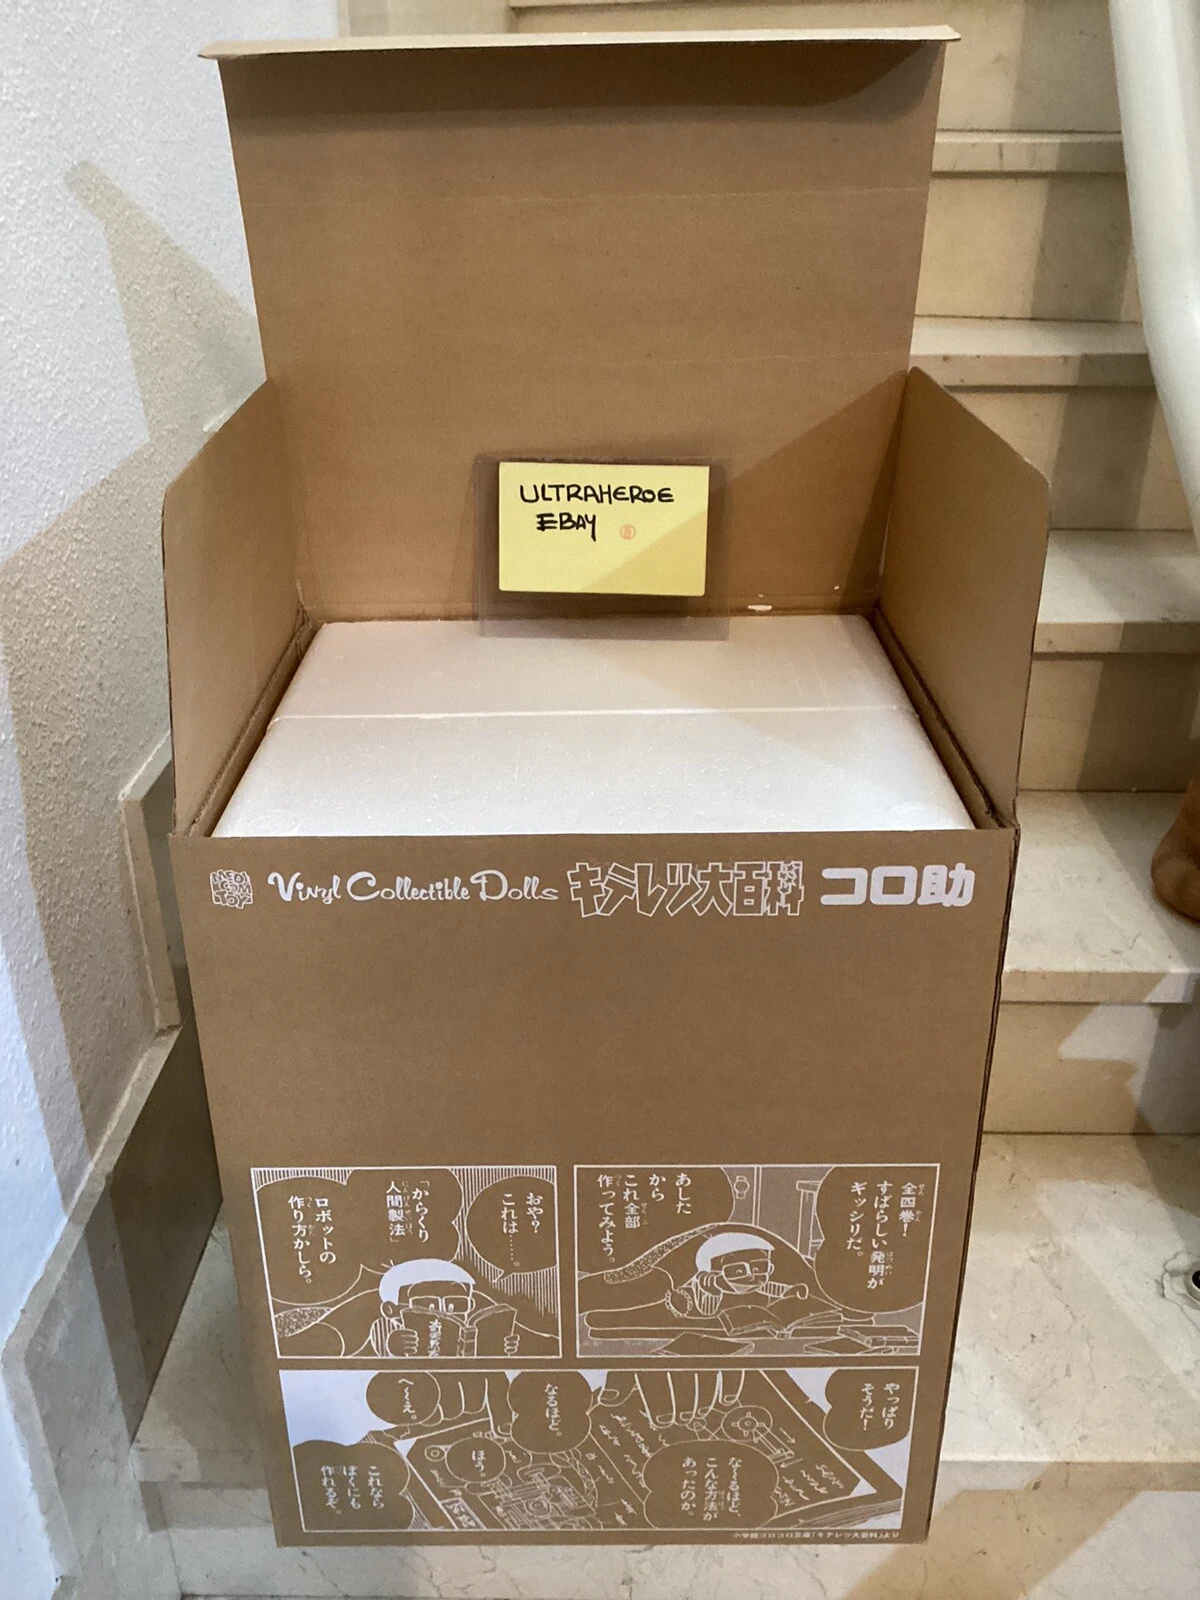 ULTRAHEROE
EBAY
MEDICOM TOY
Vinyl Collectible Dolls キテレツ大百科 コロ助
全四巻!
すばらしい発明が
ギッシリだ。
あした
から
これ全部
作ってみよう。
おや?
これは……。
「からくり
人間製法」
ロボットの
作り方かしら。
やっぱり
そうだ!
な〜るほど、
こんな方法が
あったのか。
なるほど。
ほう。
へ〜え。
これなら
ぼくにも
作れるぞ。
小学館コロコロ文庫「キテレツ大百科」より